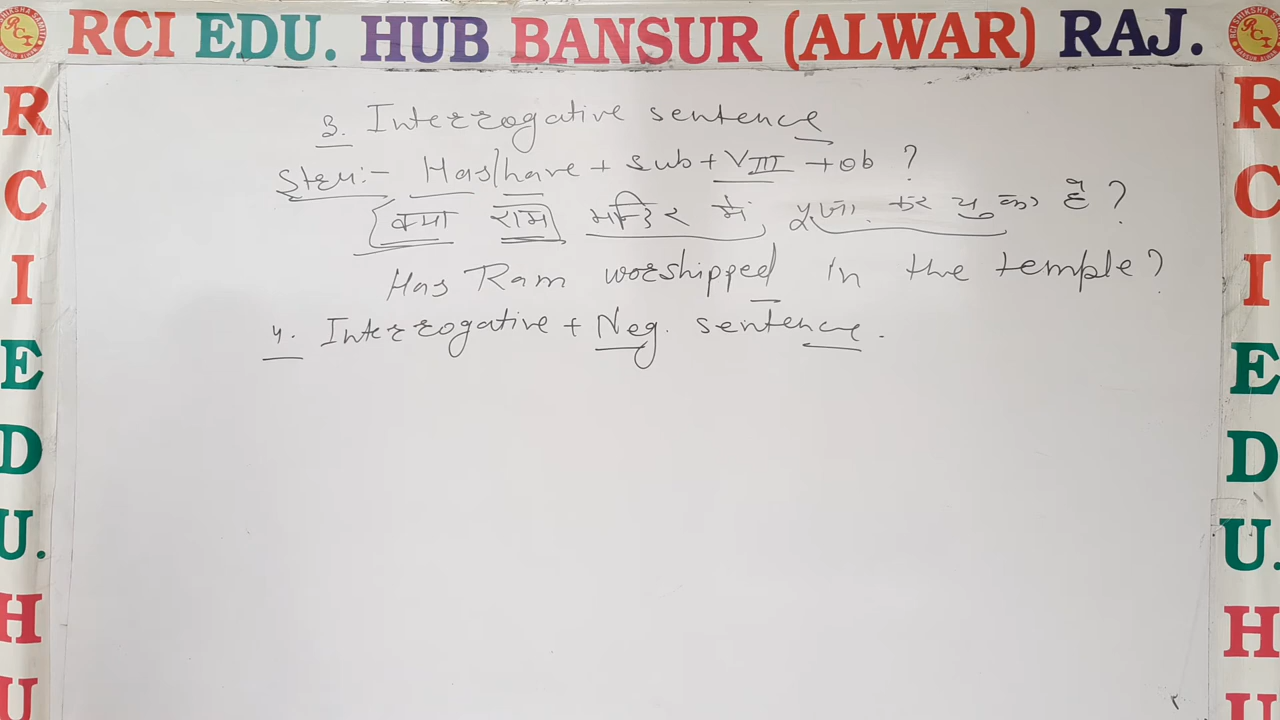 RCI EDU. HUB BANSUR (ALWAR) RAJ.
3. Interrogative sentence
Stru:- Has/have + sub + VIII + ob ?
क्या राम मन्दिर में पूजा कर चुका है ?
Has Ram worshipped in the temple?
4. Interrogative + Neg. sentence.
R
C
I
E
D
U.
H
U
R
C
I
E
D
U.
H
U